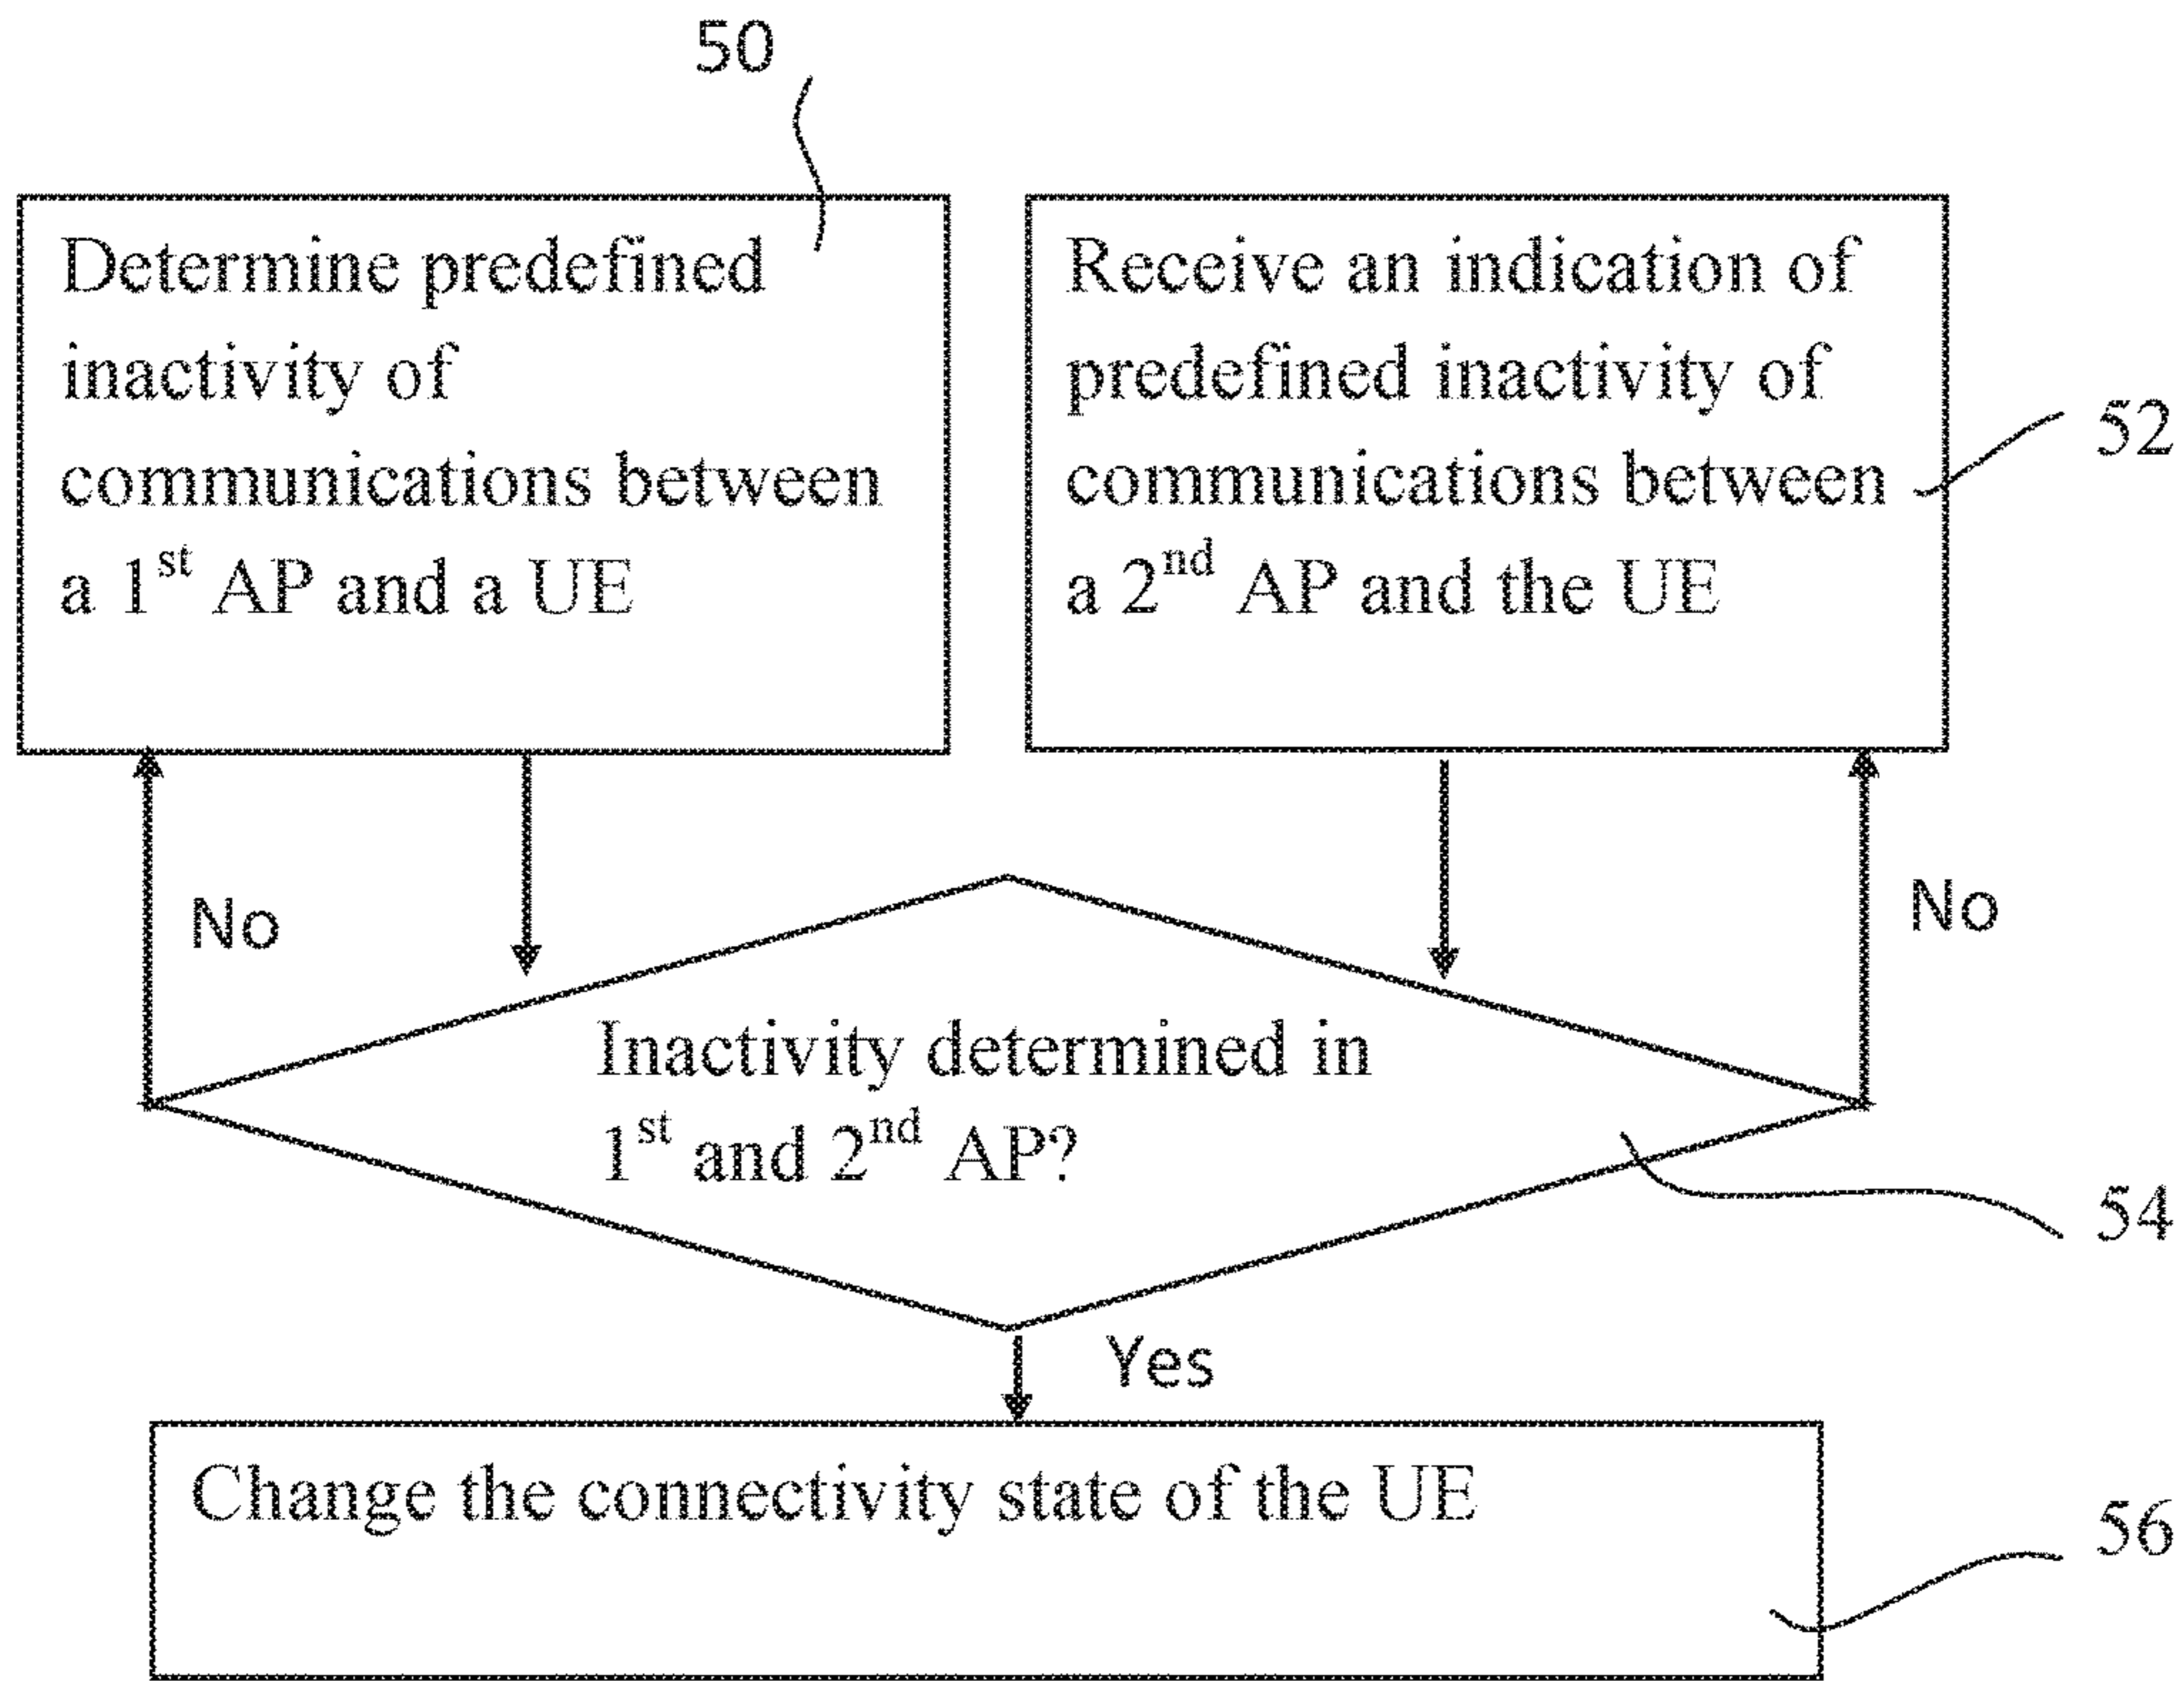 50
Determine predefined
inactivity of
communications between
a 1st AP and a UE
Receive an indication of
predefined inactivity of
communications between
a 2nd AP and the UE
52
No
No
Inactivity determined in
1st and 2nd AP?
54
Yes
Change the connectivity state of the UE
56